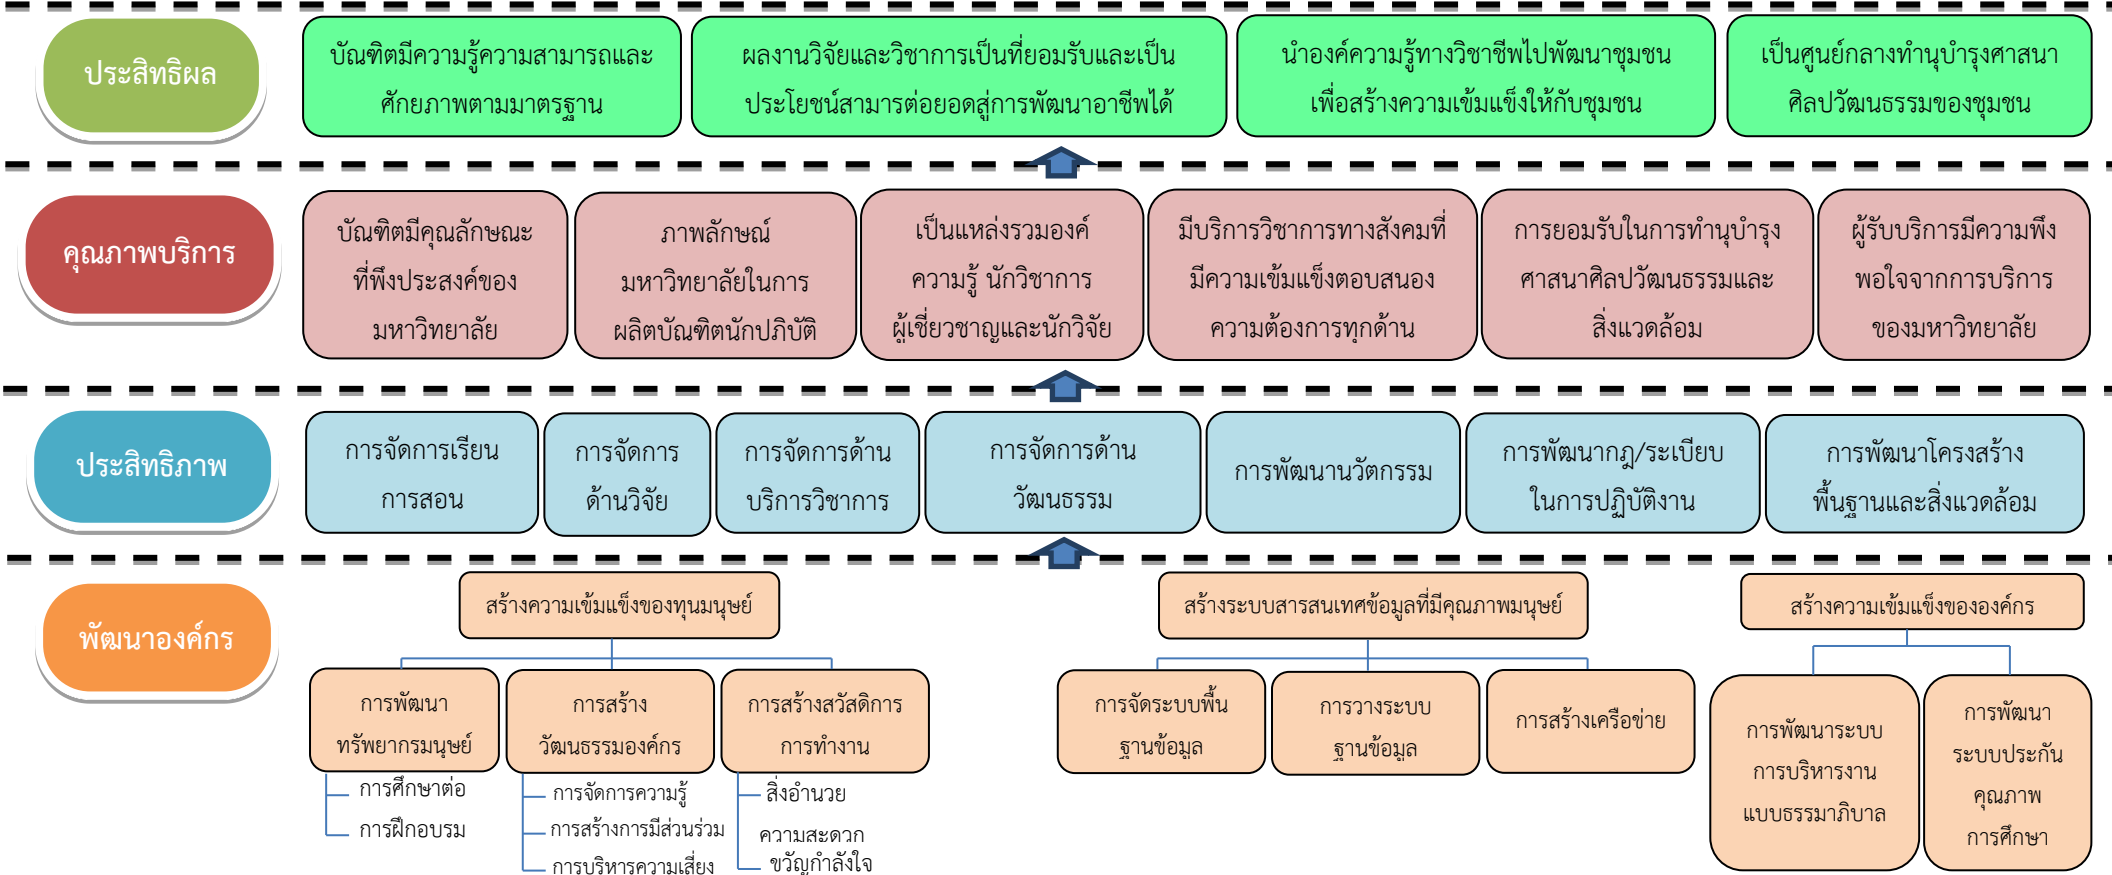 ประสิทธิผล
บัณฑิตมีความรู้ความสามารถและ
ศักยภาพตามมาตรฐาน
ผลงานวิจัยและวิชาการเป็นที่ยอมรับและเป็น
ประโยชน์สามารต่อยอดสู่การพัฒนาอาชีพได้
นำองค์ความรู้ทางวิชาชีพไปพัฒนาชุมชน
เพื่อสร้างความเข้มแข็งให้กับชุมชน
เป็นศูนย์กลางทำนุบำรุงศาสนา
ศิลปวัฒนธรรมของชุมชน
คุณภาพบริการ
บัณฑิตมีคุณลักษณะ
ที่พึงประสงค์ของ
มหาวิทยาลัย
ภาพลักษณ์
มหาวิทยาลัยในการ
ผลิตบัณฑิตนักปฏิบัติ
เป็นแหล่งรวมองค์
ความรู้ นักวิชาการ
ผู้เชี่ยวชาญและนักวิจัย
มีบริการวิชาการทางสังคมที่
มีความเข้มแข็งตอบสนอง
ความต้องการทุกด้าน
การยอมรับในการทำนุบำรุง
ศาสนาศิลปวัฒนธรรมและ
สิ่งแวดล้อม
ผู้รับบริการมีความพึง
พอใจจากการบริการ
ของมหาวิทยาลัย
ประสิทธิภาพ
การจัดการเรียน
การสอน
การจัดการ
ด้านวิจัย
การจัดการด้าน
บริการวิชาการ
การจัดการด้าน
วัฒนธรรม
การพัฒนานวัตกรรม
การพัฒนากฎ/ระเบียบ
ในการปฏิบัติงาน
การพัฒนาโครงสร้าง
พื้นฐานและสิ่งแวดล้อม
พัฒนาองค์กร
สร้างความเข้มแข็งของทุนมนุษย์
การพัฒนา
ทรัพยากรมนุษย์
การศึกษาต่อ
การฝึกอบรม
การสร้าง
วัฒนธรรมองค์กร
การจัดการความรู้
การสร้างการมีส่วนร่วม
การบริหารความเสี่ยง
การสร้างสวัสดิการ
การทำงาน
สิ่งอำนวย
ความสะดวก
ขวัญกำลังใจ
สร้างระบบสารสนเทศข้อมูลที่มีคุณภาพมนุษย์
การจัดระบบพื้น
ฐานข้อมูล
การวางระบบ
ฐานข้อมูล
การสร้างเครือข่าย
สร้างความเข้มแข็งขององค์กร
การพัฒนาระบบ
การบริหารงาน
แบบธรรมาภิบาล
การพัฒนา
ระบบประกัน
คุณภาพ
การศึกษา